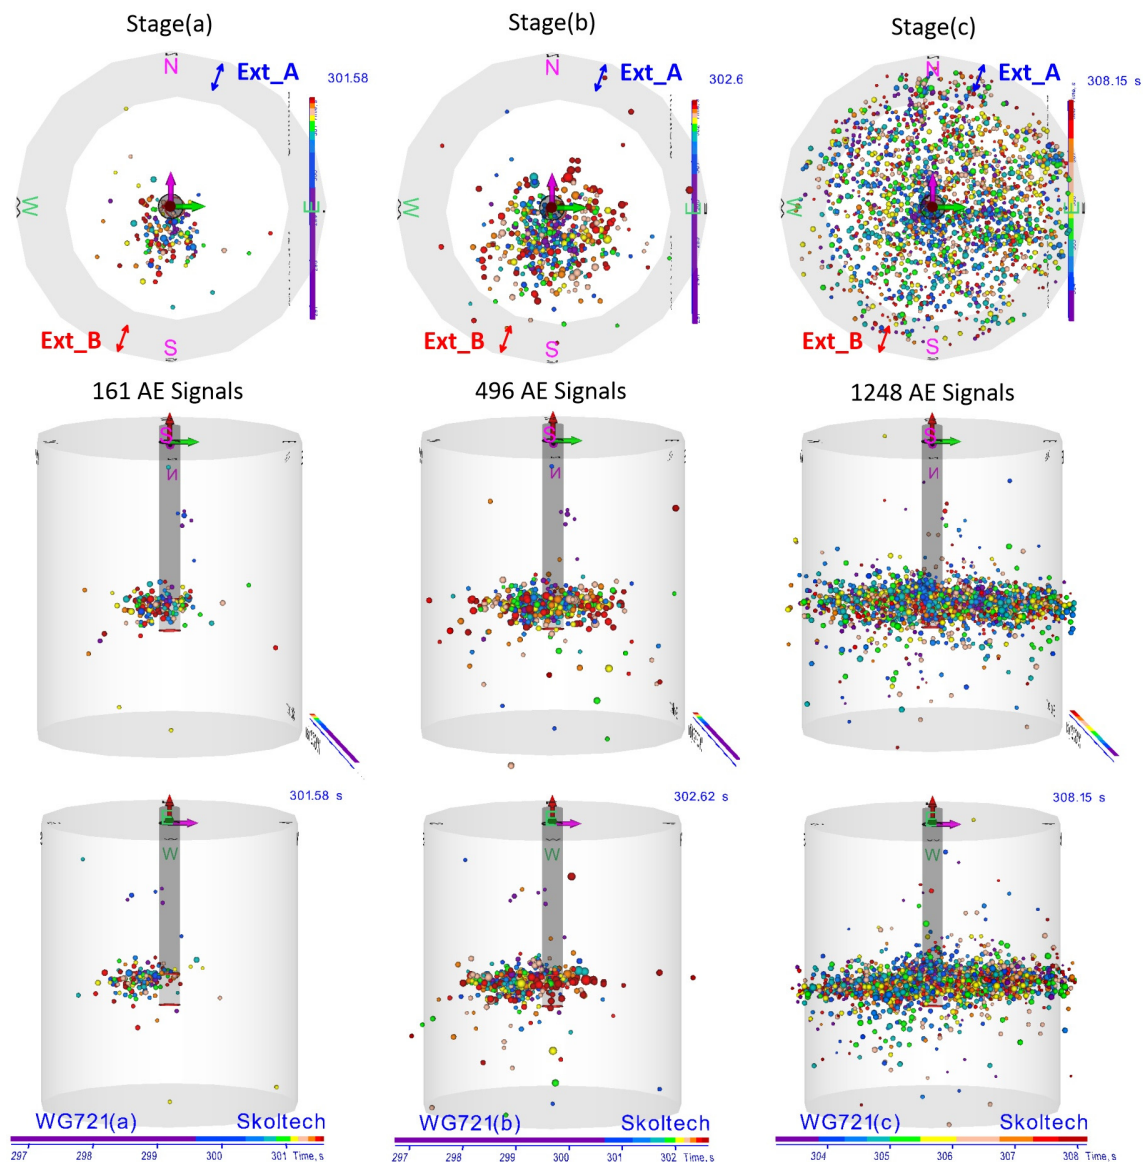 Stage(a) Stage(b) Stage(c)
N Ext_A 301.58 N Ext_A 302.6 N Ext_A 308.15 s
W E W E W E
Ext_B S Ext_B S Ext_B S
161 AE Signals 496 AE Signals 1248 AE Signals
S S S
N N N
301.58 s 302.62 s 308.15 s
W W W
WG721(a) Skoltech WG721(b) Skoltech WG721(c) Skoltech
297 298 299 300 301 Time,s 297 298 299 300 301 302 Time,s 304 305 306 307 308 Time,s